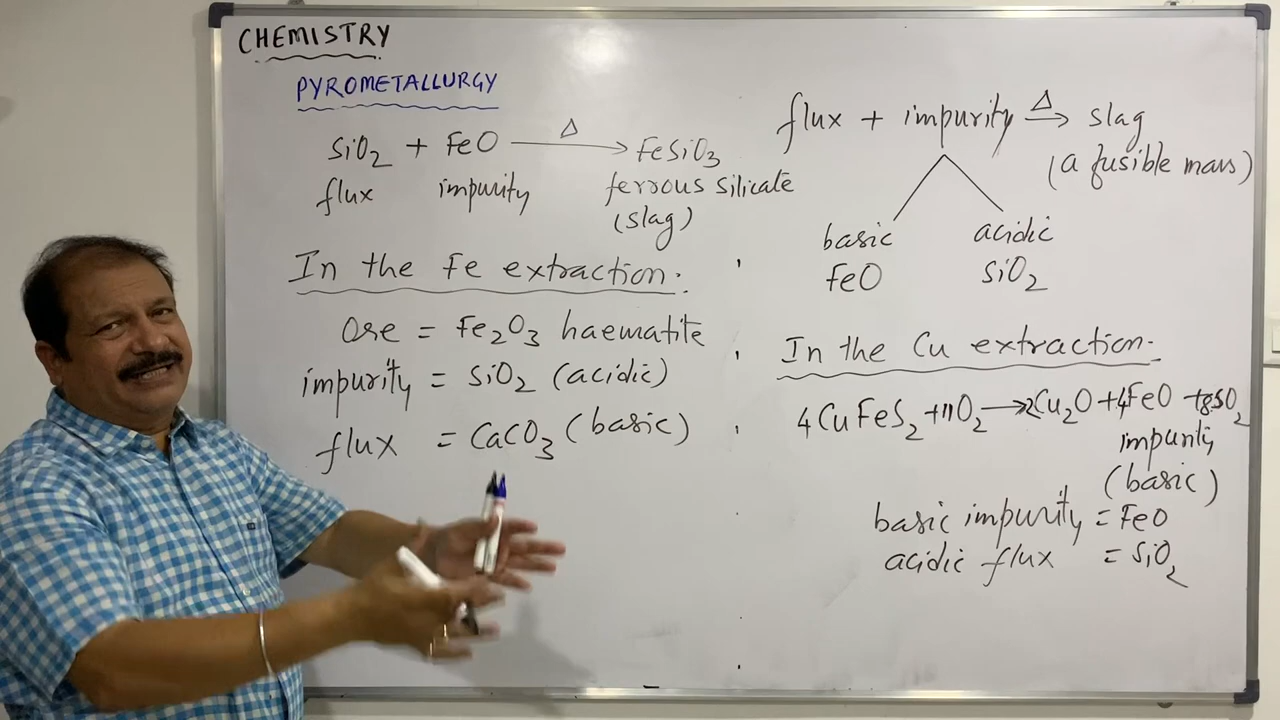 CHEMISTRY
PYROMETALLURGY
SiO2 + FeO ⟶Δ FeSiO3
flux impurity ferrous silicate
(slag)
In the Fe extraction:
Ore = Fe2O3 haematite
impurity = SiO2 (acidic)
flux = CaCO3 (basic)
flux + impurity ⟶Δ slag
(a fusible mass)
basic acidic
FeO SiO2
In the Cu extraction:-
4CuFeS2 + 11O2 → 2Cu2O + 4FeO + 8SO2
impurity
(basic)
basic impurity = FeO
acidic flux = SiO2